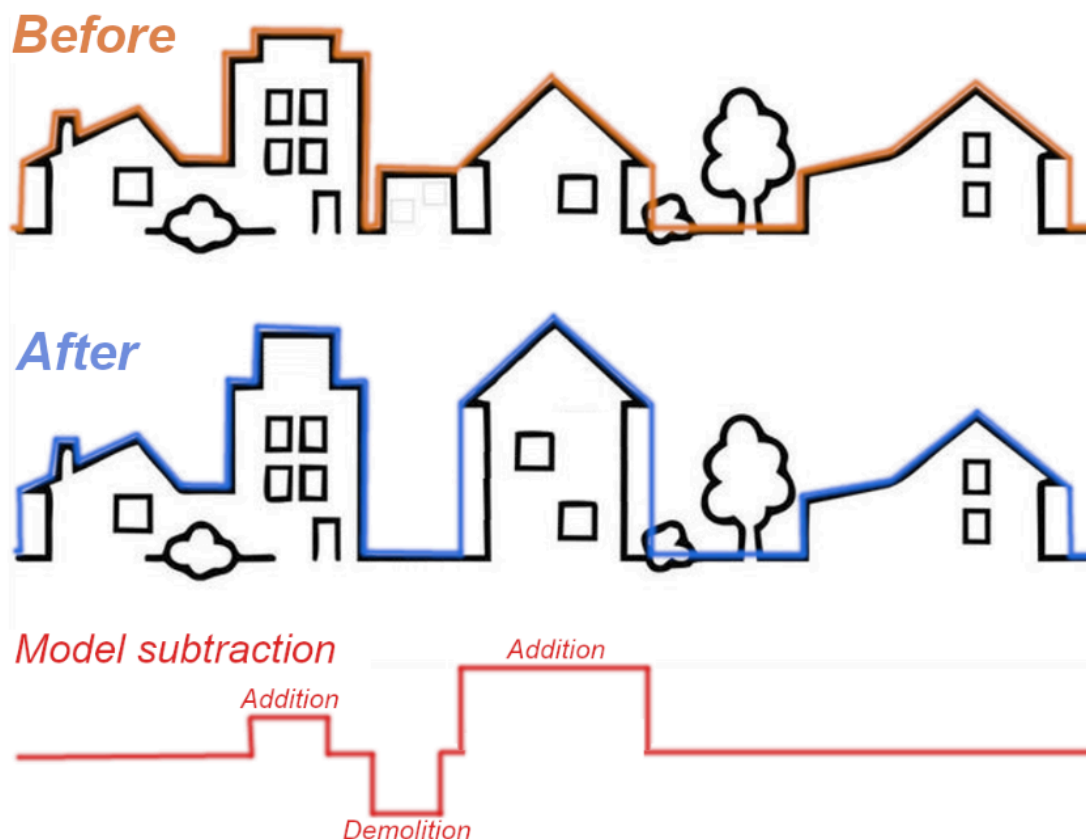 Before
After
Model subtraction
Addition
Addition
Demolition